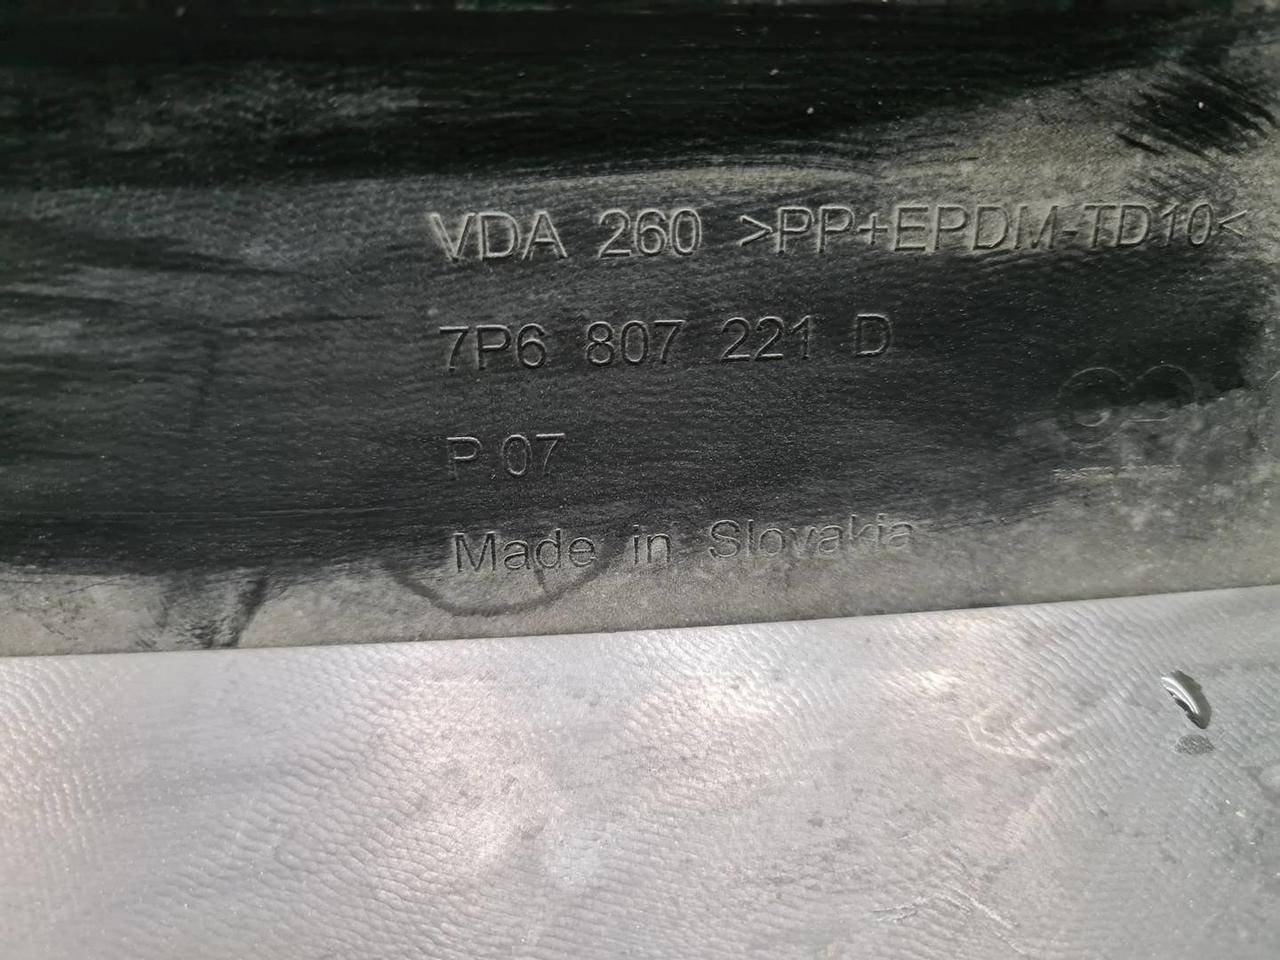 VDA 260 >PP+EPDM-TD10<
7P6 807 221 D
P 07
Made in Slovakia